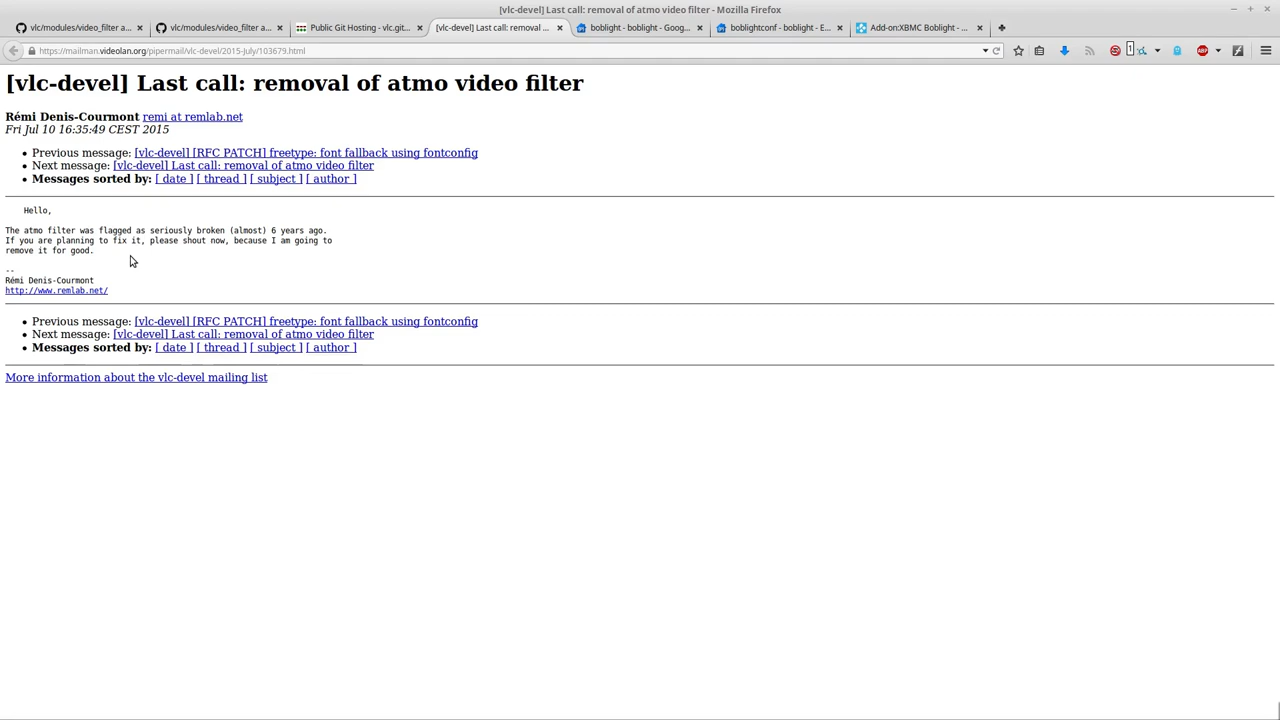 [vlc-devel] Last call: removal of atmo video filter - Mozilla Firefox
vlc/modules/video_filter a...
vlc/modules/video_filter a...
Public Git Hosting - vlc.git...
[vlc-devel] Last call: removal ...
boblight - boblight - Goog...
boblightconf - boblight - E...
Add-on:XBMC Boblight - ...
https://mailman.videolan.org/pipermail/vlc-devel/2015-July/103679.html
1
ABP
[vlc-devel] Last call: removal of atmo video filter
Rémi Denis-Courmont remi at remlab.net
Fri Jul 10 16:35:49 CEST 2015
Previous message: [vlc-devel] [RFC PATCH] freetype: font fallback using fontconfig
Next message: [vlc-devel] Last call: removal of atmo video filter
Messages sorted by: [ date ] [ thread ] [ subject ] [ author ]
Hello,
The atmo filter was flagged as seriously broken (almost) 6 years ago.
If you are planning to fix it, please shout now, because I am going to
remove it for good.
--
Rémi Denis-Courmont
http://www.remlab.net/
Previous message: [vlc-devel] [RFC PATCH] freetype: font fallback using fontconfig
Next message: [vlc-devel] Last call: removal of atmo video filter
Messages sorted by: [ date ] [ thread ] [ subject ] [ author ]
More information about the vlc-devel mailing list